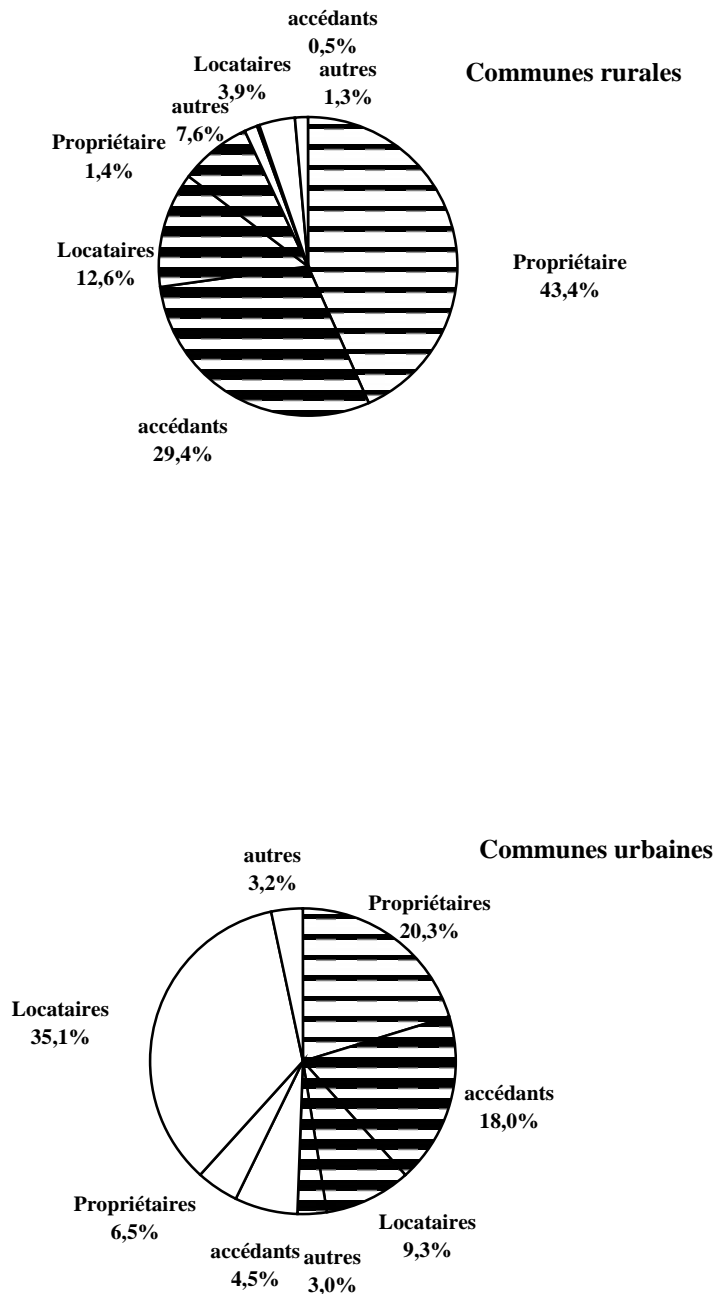 accédants
0,5%
Communes rurales
Locataires
3,9%
autres
1,3%
autres
7,6%
Propriétaire
1,4%
Locataires
12,6%
Propriétaire
43,4%
accédants
29,4%
Communes urbaines
autres
3,2%
Propriétaires
20,3%
Locataires
35,1%
accédants
18,0%
Propriétaires
6,5%
Locataires
9,3%
accédants
4,5%
autres
3,0%